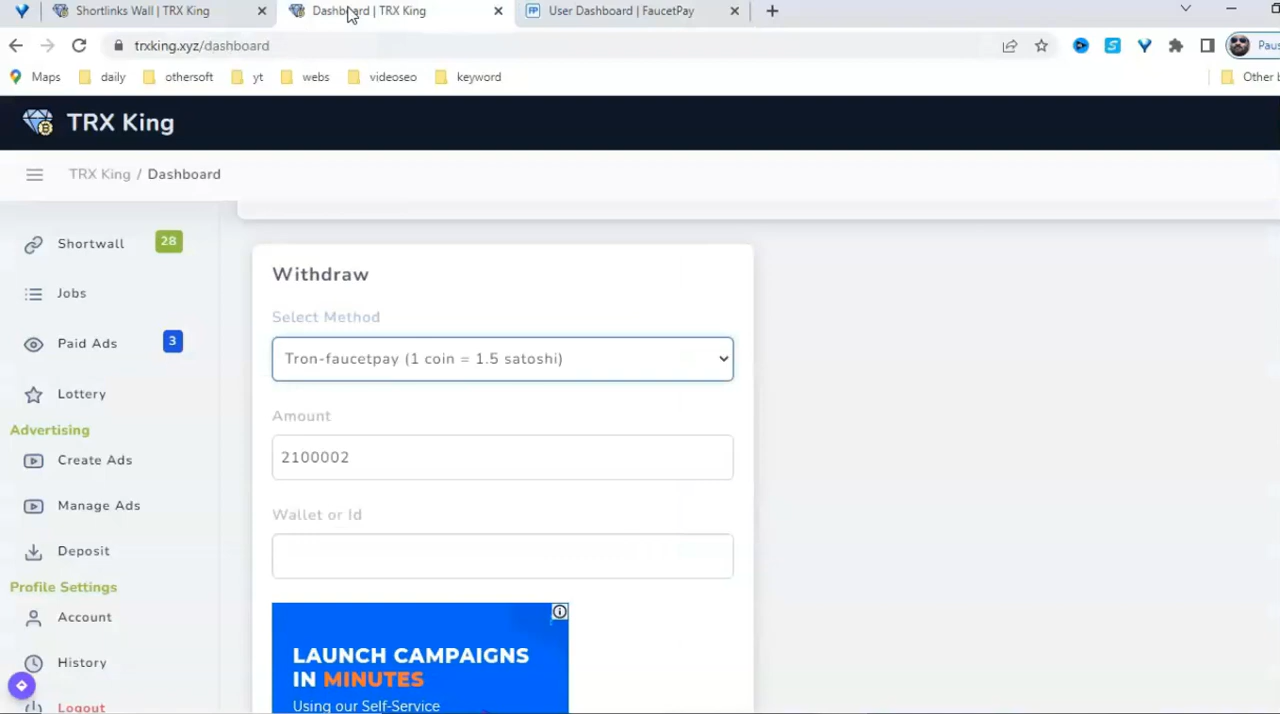 Shortlinks Wall | TRX King
Dashboard | TRX King
FP User Dashboard | FaucetPay
trxking.xyz/dashboard
Paus
Maps daily othersoft yt webs videoseo keyword Other b
TRX King
TRX King / Dashboard
Shortwall 28
Jobs
Paid Ads 3
Lottery
Advertising
Create Ads
Manage Ads
Deposit
Profile Settings
Account
History
Logout
Withdraw
Select Method
Tron-faucetpay (1 coin = 1.5 satoshi)
Amount
2100002
Wallet or Id
LAUNCH CAMPAIGNS
IN MINUTES
Using our Self-Service